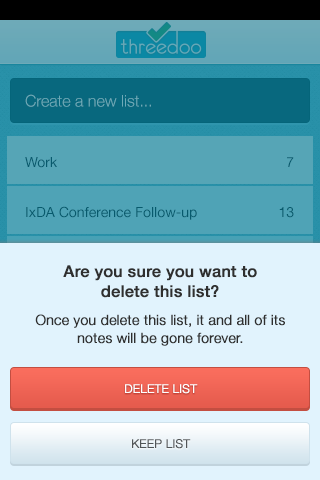 threedoo
Create a new list...
Work 7
IxDA Conference Follow-up 13
Are you sure you want to
delete this list?
Once you delete this list, it and all of its
notes will be gone forever.
DELETE LIST
KEEP LIST